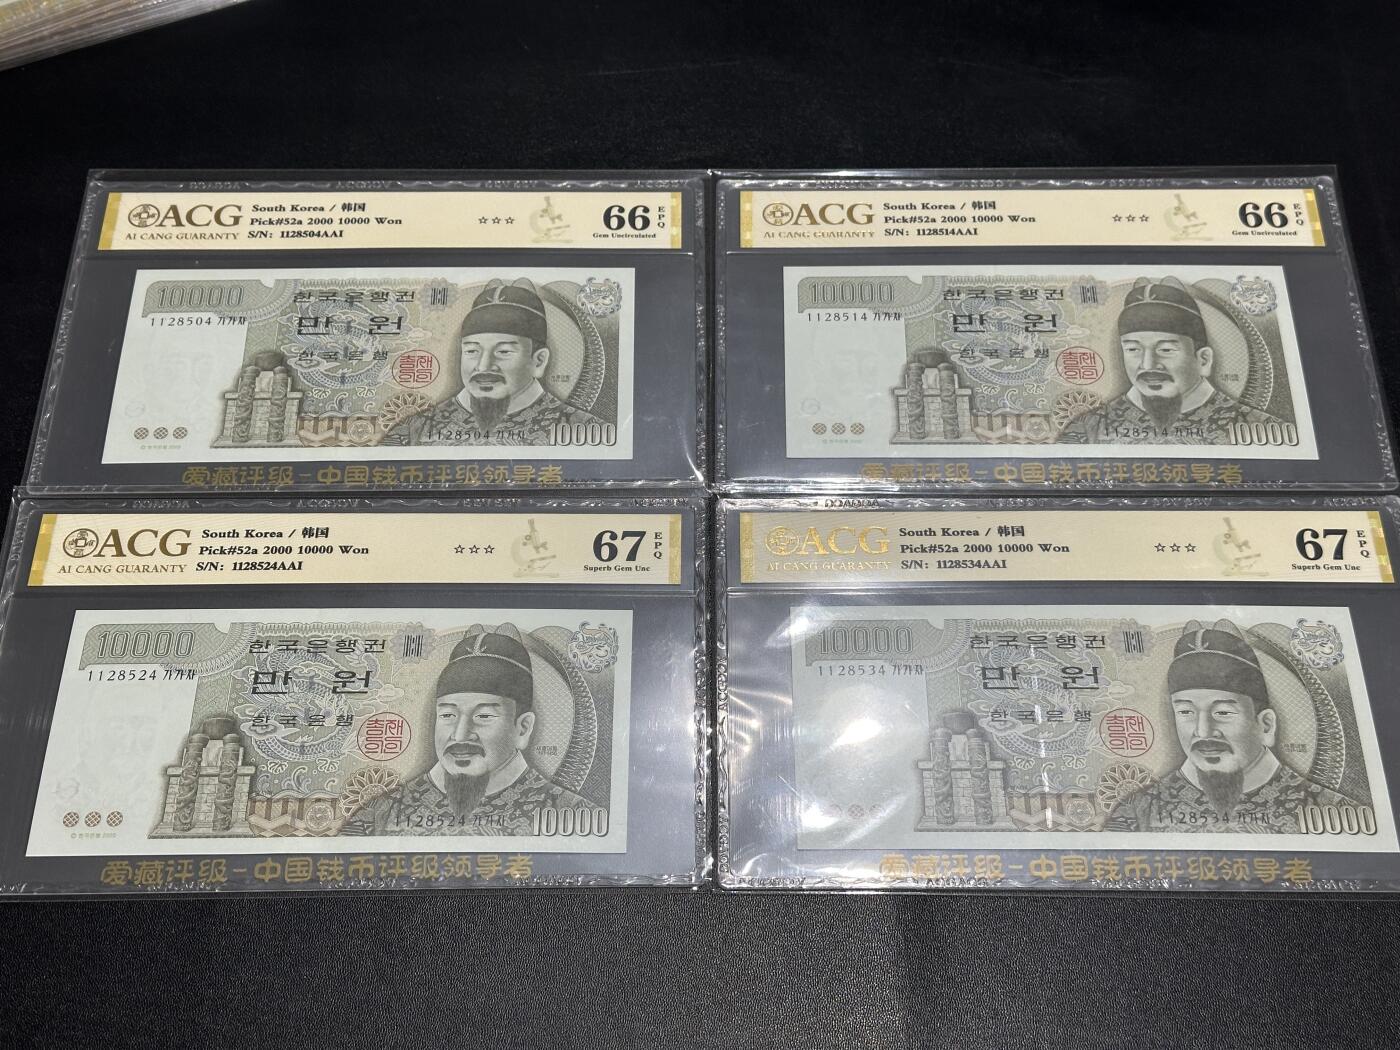 ACG
AI CANG GUARANTY
South Korea / 韩国
Pick#52a 2000 10000 Won
S/N: 1128504AAI
☆☆☆
66
EPQ
Gem Uncirculated
10000
1128504 가가자
한국은행권
만 원
한국은행
1128504 가가자
10000
爱藏评级-中国钱币评级领导者
ACG
AI CANG GUARANTY
South Korea / 韩国
Pick#52a 2000 10000 Won
S/N: 1128514AAI
☆☆☆
66
EPQ
Gem Uncirculated
10000
1128514 가가자
한국은행권
만 원
한국은행
1128514 가가자
10000
爱藏评级-中国钱币评级领导者
ACG
AI CANG GUARANTY
South Korea / 韩国
Pick#52a 2000 10000 Won
S/N: 1128524AAI
☆☆☆
67
EPQ
Superb Gem Unc
10000
1128524 가가자
한국은행권
만 원
한국은행
1128524 가가자
10000
© 한국은행 2000
爱藏评级-中国钱币评级领导者
ACG
AI CANG GUARANTY
South Korea / 韩国
Pick#52a 2000 10000 Won
S/N: 1128534AAI
☆☆☆
67
EPQ
Superb Gem Unc
10000
1128534 가가자
한국은행권
만 원
한국은행
1128534 가가자
10000
爱藏评级-中国钱币评级领导者